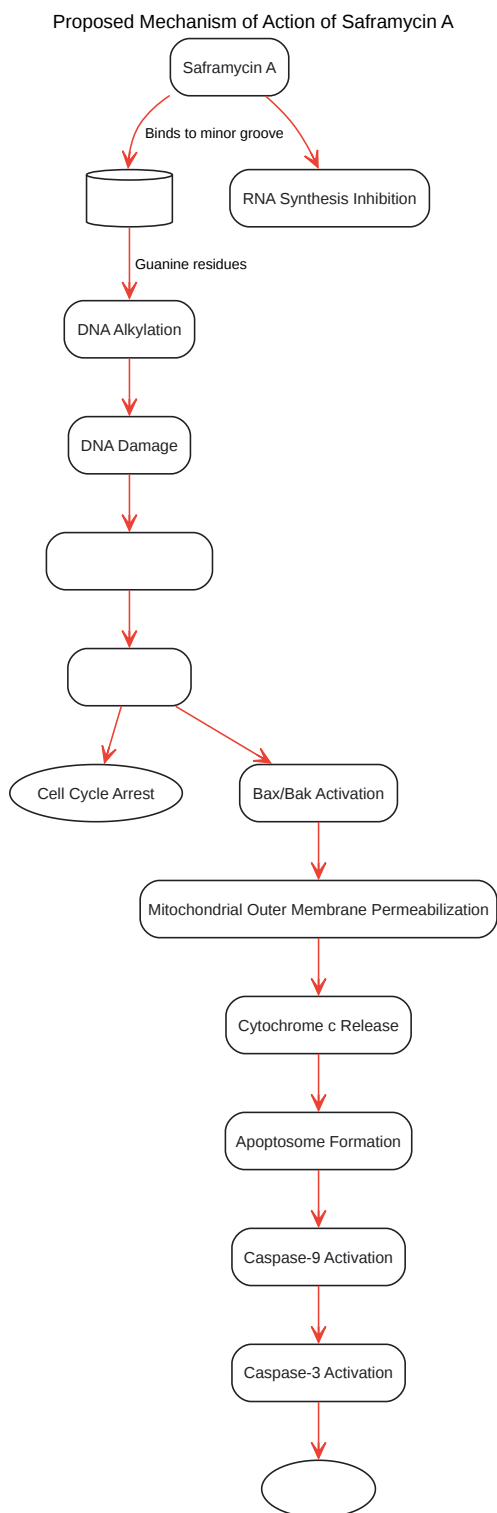 Proposed Mechanism of Action of Saframycin A
Saframycin A
Binds to minor groove
RNA Synthesis Inhibition
Guanine residues
DNA Alkylation
DNA Damage
Cell Cycle Arrest
Bax/Bak Activation
Mitochondrial Outer Membrane Permeabilization
Cytochrome c Release
Apoptosome Formation
Caspase-9 Activation
Caspase-3 Activation